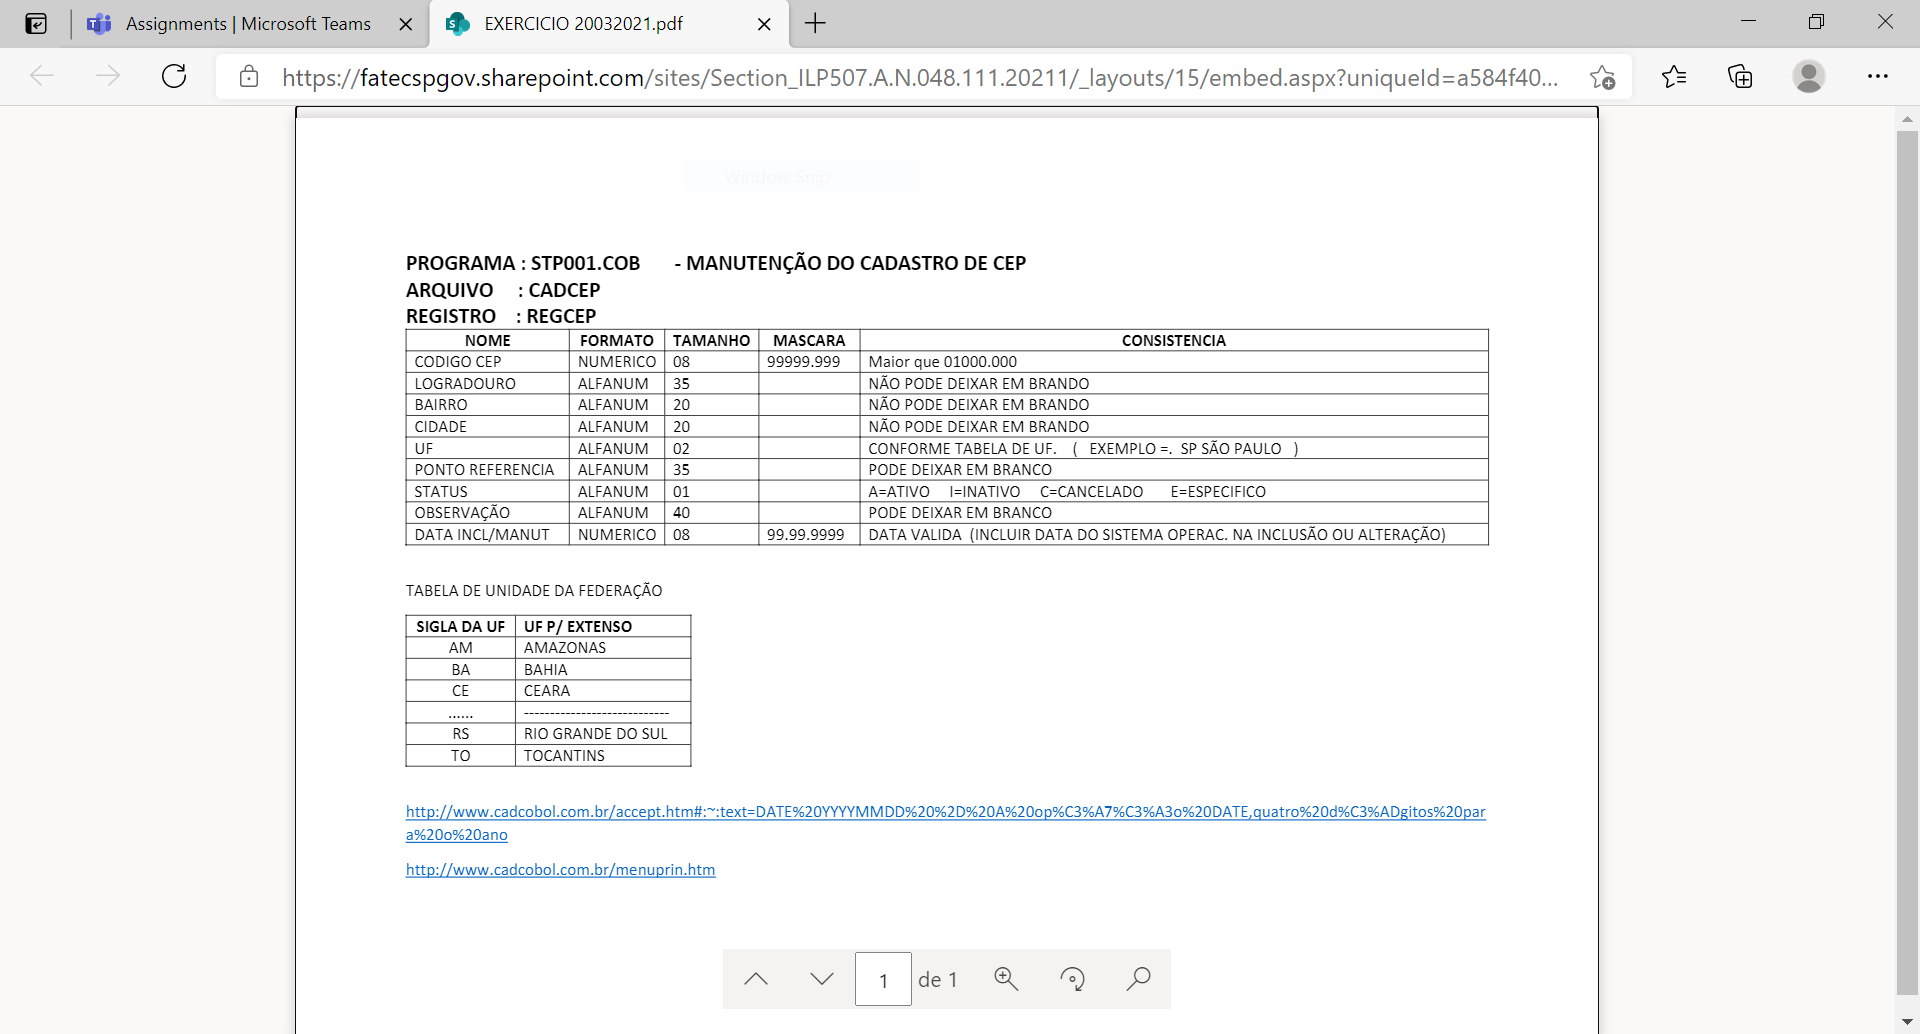 Assignments | Microsoft Teams
EXERCICIO 20032021.pdf
https://fatecspgov.sharepoint.com/sites/Section_ILP507.A.N.048.111.20211/_layouts/15/embed.aspx?uniqueId=a584f40...
Window Snip
PROGRAMA : STP001.COB - MANUTENÇÃO DO CADASTRO DE CEP
ARQUIVO : CADCEP
REGISTRO : REGCEP
NOME FORMATO TAMANHO MASCARA CONSISTENCIA
CODIGO CEP NUMERICO 08 99999.999 Maior que 01000.000
LOGRADOURO ALFANUM 35 NÃO PODE DEIXAR EM BRANDO
BAIRRO ALFANUM 20 NÃO PODE DEIXAR EM BRANDO
CIDADE ALFANUM 20 NÃO PODE DEIXAR EM BRANDO
UF ALFANUM 02 CONFORME TABELA DE UF. ( EXEMPLO =. SP SÃO PAULO )
PONTO REFERENCIA ALFANUM 35 PODE DEIXAR EM BRANCO
STATUS ALFANUM 01 A=ATIVO I=INATIVO C=CANCELADO E=ESPECIFICO
OBSERVAÇÃO ALFANUM 40 PODE DEIXAR EM BRANCO
DATA INCL/MANUT NUMERICO 08 99.99.9999 DATA VALIDA (INCLUIR DATA DO SISTEMA OPERAC. NA INCLUSÃO OU ALTERAÇÃO)
TABELA DE UNIDADE DA FEDERAÇÃO
SIGLA DA UF UF P/ EXTENSO
AM AMAZONAS
BA BAHIA
CE CEARA
...... ----------------------------
RS RIO GRANDE DO SUL
TO TOCANTINS
http://www.cadcobol.com.br/accept.htm#:~:text=DATE%20YYYYMMDD%20%2D%20A%20op%C3%A7%C3%A3o%20DATE,quatro%20d%C3%ADgitos%20par
a%20o%20ano
http://www.cadcobol.com.br/menuprin.htm
1 de 1